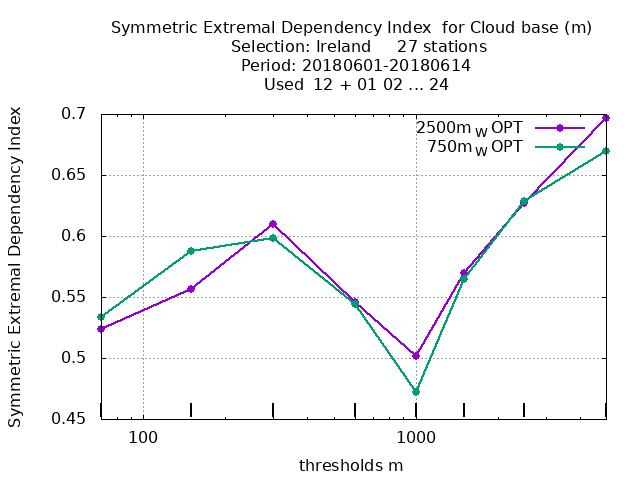 Symmetric Extremal Dependency Index  for Cloud base (m)
Selection: Ireland     27 stations
Period: 20180601-20180614
Used  12 + 01 02 ... 24
Symmetric Extremal Dependency Index
0.7
0.65
0.6
0.55
0.5
0.45
2500m_W OPT
750m_W OPT
100
1000
thresholds m